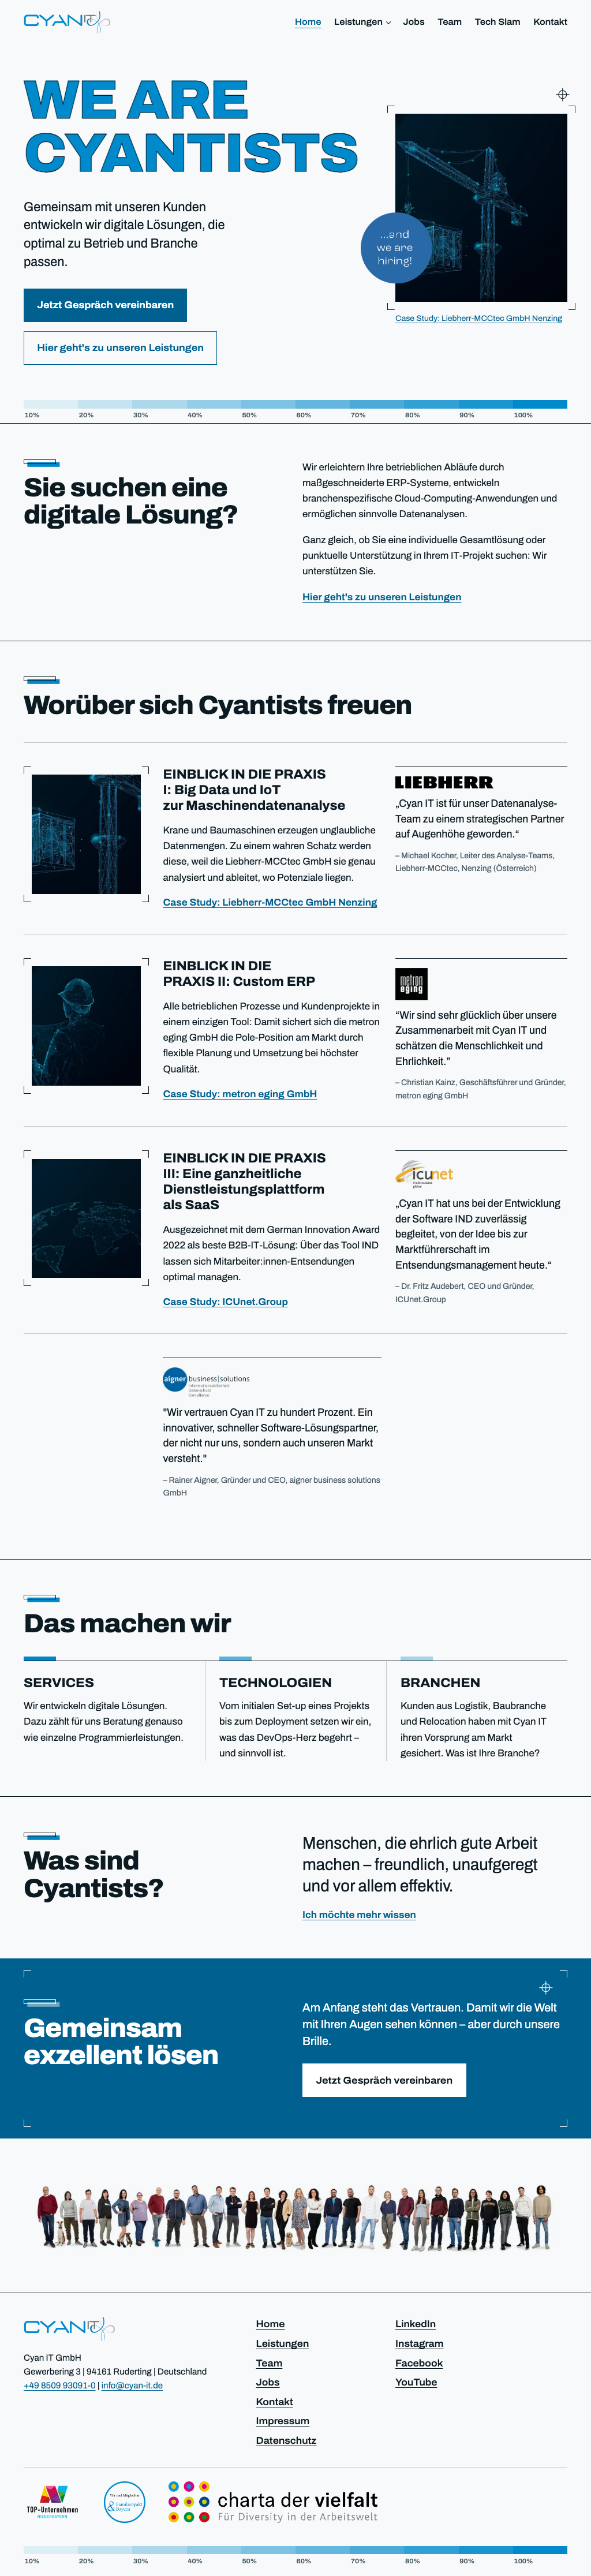 CYAN IT
Home Leistungen Jobs Team Tech Slam Kontakt
WE ARE
CYANTISTS
Gemeinsam mit unseren Kunden
entwickeln wir digitale Lösungen, die
optimal zu Betrieb und Branche
passen.
Jetzt Gespräch vereinbaren
Hier geht's zu unseren Leistungen
...and
we are
hiring!
Case Study: Liebherr-MCCtec GmbH Nenzing
10% 20% 30% 40% 50% 60% 70% 80% 90% 100%
Sie suchen eine
digitale Lösung?
Wir erleichtern Ihre betrieblichen Abläufe durch
maßgeschneiderte ERP-Systeme, entwickeln
branchenspezifische Cloud-Computing-Anwendungen und
ermöglichen sinnvolle Datenanalysen.
Ganz gleich, ob Sie eine individuelle Gesamtlösung oder
punktuelle Unterstützung in Ihrem IT-Projekt suchen: Wir
unterstützen Sie.
Hier geht's zu unseren Leistungen
Worüber sich Cyantists freuen
EINBLICK IN DIE PRAXIS
I: Big Data und IoT
zur Maschinendatenanalyse
Krane und Baumaschinen erzeugen unglaubliche
Datenmengen. Zu einem wahren Schatz werden
diese, weil die Liebherr-MCCtec GmbH sie genau
analysiert und ableitet, wo Potenziale liegen.
Case Study: Liebherr-MCCtec GmbH Nenzing
LIEBHERR
„Cyan IT ist für unser Datenanalyse-
Team zu einem strategischen Partner
auf Augenhöhe geworden.“
– Michael Kocher, Leiter des Analyse-Teams,
Liebherr-MCCtec, Nenzing (Österreich)
EINBLICK IN DIE
PRAXIS II: Custom ERP
Alle betrieblichen Prozesse und Kundenprojekte in
einem einzigen Tool: Damit sichert sich die metron
eging GmbH die Pole-Position am Markt durch
flexible Planung und Umsetzung bei höchster
Qualität.
Case Study: metron eging GmbH
metron
eging
“Wir sind sehr glücklich über unsere
Zusammenarbeit mit Cyan IT und
schätzen die Menschlichkeit und
Ehrlichkeit.”
– Christian Kainz, Geschäftsführer und Gründer,
metron eging GmbH
EINBLICK IN DIE PRAXIS
III: Eine ganzheitliche
Dienstleistungsplattform
als SaaS
Ausgezeichnet mit dem German Innovation Award
2022 als beste B2B-IT-Lösung: Über das Tool IND
lassen sich Mitarbeiter:innen-Entsendungen
optimal managen.
Case Study: ICUnet.Group
icunet
„Cyan IT hat uns bei der Entwicklung
der Software IND zuverlässig
begleitet, von der Idee bis zur
Marktführerschaft im
Entsendungsmanagement heute.“
– Dr. Fritz Audebert, CEO und Gründer,
ICUnet.Group
aigner business solutions
Informationssicherheit
Datenschutz
Compliance
"Wir vertrauen Cyan IT zu hundert Prozent. Ein
innovativer, schneller Software-Lösungspartner,
der nicht nur uns, sondern auch unseren Markt
versteht.”
– Rainer Aigner, Gründer und CEO, aigner business solutions
GmbH
Das machen wir
SERVICES
Wir entwickeln digitale Lösungen.
Dazu zählt für uns Beratung genauso
wie einzelne Programmierleistungen.
TECHNOLOGIEN
Vom initialen Set-up eines Projekts
bis zum Deployment setzen wir ein,
was das DevOps-Herz begehrt –
und sinnvoll ist.
BRANCHEN
Kunden aus Logistik, Baubranche
und Relocation haben mit Cyan IT
ihren Vorsprung am Markt
gesichert. Was ist Ihre Branche?
Was sind
Cyantists?
Menschen, die ehrlich gute Arbeit
machen – freundlich, unaufgeregt
und vor allem effektiv.
Ich möchte mehr wissen
Gemeinsam
exzellent lösen
Am Anfang steht das Vertrauen. Damit wir die Welt
mit Ihren Augen sehen können – aber durch unsere
Brille.
Jetzt Gespräch vereinbaren
CYAN IT
Cyan IT GmbH
Gewerbering 3 | 94161 Ruderting | Deutschland
+49 8509 93091-0 | info@cyan-it.de
Home
Leistungen
Team
Jobs
Kontakt
Impressum
Datenschutz
LinkedIn
Instagram
Facebook
YouTube
TOP-Unternehmen
NIEDERBAYERN
Wir sind Mitglied im
Familienpakt
Bayern
charta der vielfalt
Für Diversity in der Arbeitswelt
10% 20% 30% 40% 50% 60% 70% 80% 90% 100%